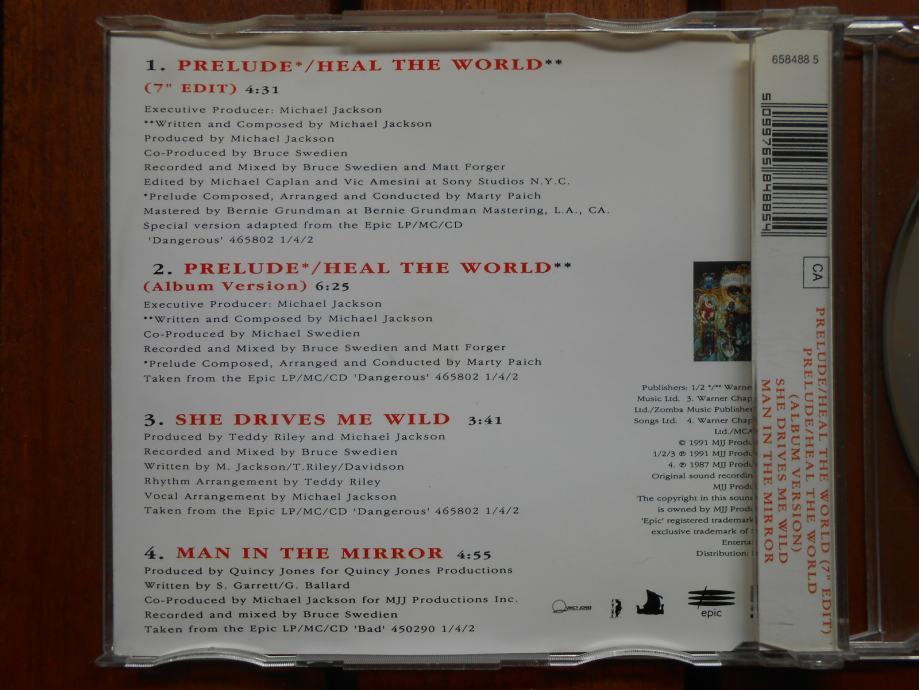 1. PRELUDE*/HEAL THE WORLD**
(7" EDIT) 4:31
Executive Producer: Michael Jackson
**Written and Composed by Michael Jackson
Produced by Michael Jackson
Co-Produced by Bruce Swedien
Recorded and Mixed by Bruce Swedien and Matt Forger
Edited by Michael Caplan and Vic Amesini at Sony Studios N.Y.C.
*Prelude Composed, Arranged and Conducted by Marty Paich
Mastered by Bernie Grundman at Bernie Grundman Mastering, L.A., CA.
Special version adapted from the Epic LP/MC/CD
'Dangerous' 465802 1/4/2
2. PRELUDE*/HEAL THE WORLD**
(Album Version) 6:25
Executive Producer: Michael Jackson
**Written and Composed by Michael Jackson
Co-Produced by Michael Swedien
Recorded and Mixed by Bruce Swedien and Matt Forger
*Prelude Composed, Arranged and Conducted by Marty Paich
Taken from the Epic LP/MC/CD 'Dangerous' 465802 1/4/2
3. SHE DRIVES ME WILD 3:41
Produced by Teddy Riley and Michael Jackson
Recorded and Mixed by Bruce Swedien
Written by M. Jackson/T.Riley/Davidson
Rhythm Arrangement by Teddy Riley
Vocal Arrangement by Michael Jackson
Taken from the Epic LP/MC/CD 'Dangerous' 465802 1/4/2
4. MAN IN THE MIRROR 4:55
Produced by Quincy Jones for Quincy Jones Productions
Written by S. Garrett/G. Ballard
Co-Produced by Michael Jackson for MJJ Productions Inc.
Recorded and mixed by Bruce Swedien
Taken from the Epic LP/MC/CD 'Bad' 450290 1/4/2
Publishers: 1/2 */** Warne
Music Ltd. 3. Warner Chap
Ltd./Zomba Music Publisher
Songs Ltd. 4. Warner Chap
Ltd./MCA
© 1991 MJJ Produ
1/2/3 ℗ 1991 MJJ Produ
4. ℗ 1987 MJJ Produ
Original sound recordin
MJJ Produ
The copyright in this soun
is owned by MJJ Produ
'Epic' registered trademark
exclusive trademark of
Enterta
Distribution:
QUINCY JONES
epic
658488 5
5099765848854
CA
PRELUDE/HEAL THE WORLD (7" EDIT)
PRELUDE/HEAL THE WORLD
(ALBUM VERSION)
SHE DRIVES ME WILD
MAN IN THE MIRROR